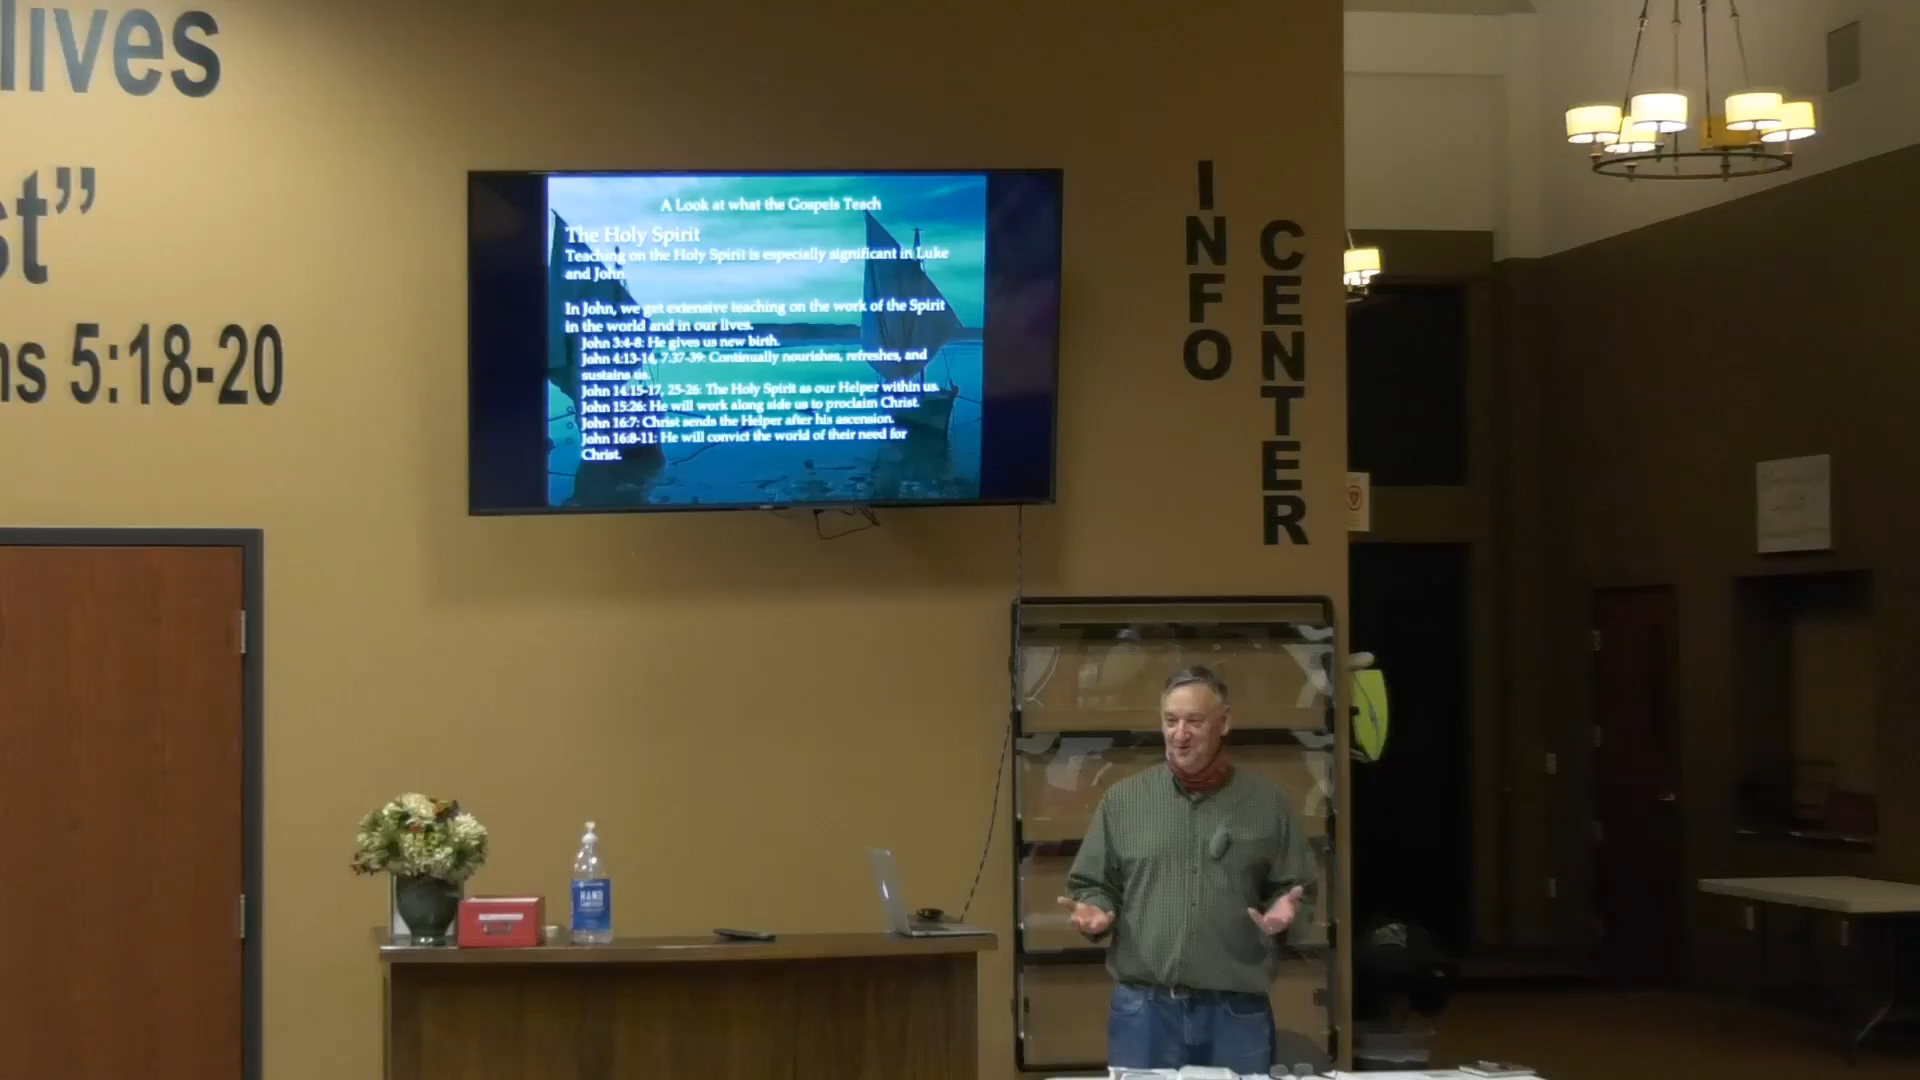 lives
st”
ns 5:18-20
A Look at what the Gospels Teach
The Holy Spirit
Teaching on the Holy Spirit is especially significant in Luke
and John
In John, we get extensive teaching on the work of the Spirit
in the world and in our lives.
John 3:4-8: He gives us new birth.
John 4:13-14, 7:37-39: Continually nourishes, refreshes, and
sustains us.
John 14:15-17, 25-26: The Holy Spirit as our Helper within us.
John 15:26: He will work along side us to proclaim Christ.
John 16:7: Christ sends the Helper after his ascension.
John 16:8-11: He will convict the world of their need for
Christ.
INFO
CENTER
HAND